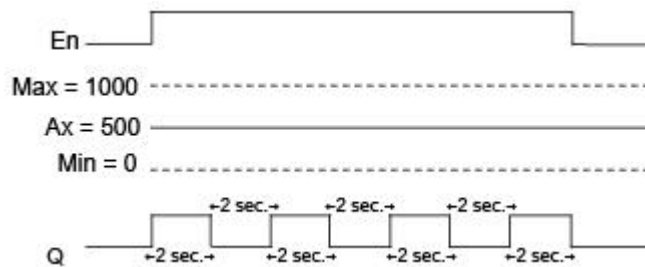 En
Max = 1000
Ax = 500
Min = 0
←2 sec.→ ←2 sec.→ ←2 sec.→
Q ←2 sec.→ ←2 sec.→ ←2 sec.→ ←2 sec.→